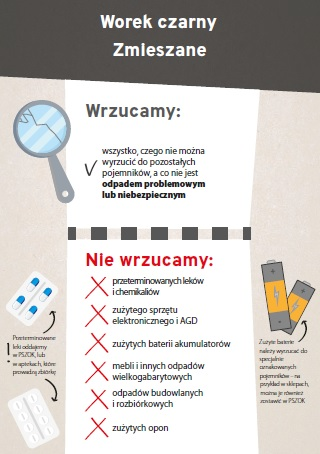 Worek czarny
Zmieszane
Wrzucamy:
wszystko, czego nie można
wyrzucić do pozostałych
pojemników, a co nie jest
odpadem problemowym
lub niebezpiecznym
Nie wrzucamy:
przeterminowanych leków
i chemikaliów
zużytego sprzętu
elektronicznego i AGD
zużytych baterii akumulatorów
mebli i innych odpadów
wielkogabarytowych
odpadów budowlanych
i rozbiórkowych
zużytych opon
! Przeterminowane
leki oddajemy
w PSZOK, lub
w aptekach, które
prowadzą zbiórkę
Zużyte baterie
należy wyrzucać do
specjalnie
oznakowanych
pojemników - na
przykład w sklepach,
można je również
zostawić w PSZOK